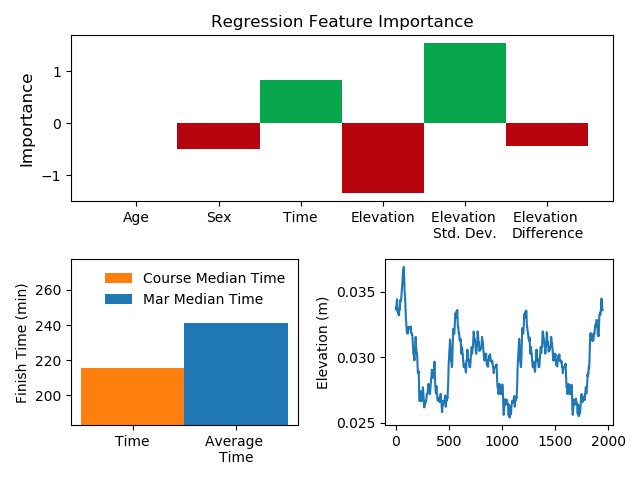 Regression Feature Importance
Importance
1
0
−1
Age
Sex
Time
Elevation
Elevation
Std. Dev.
Elevation
Difference
Finish Time (min)
260
240
220
200
Course Median Time
Mar Median Time
Time
Average
Time
Elevation (m)
0.035
0.030
0.025
0
500
1000
1500
2000